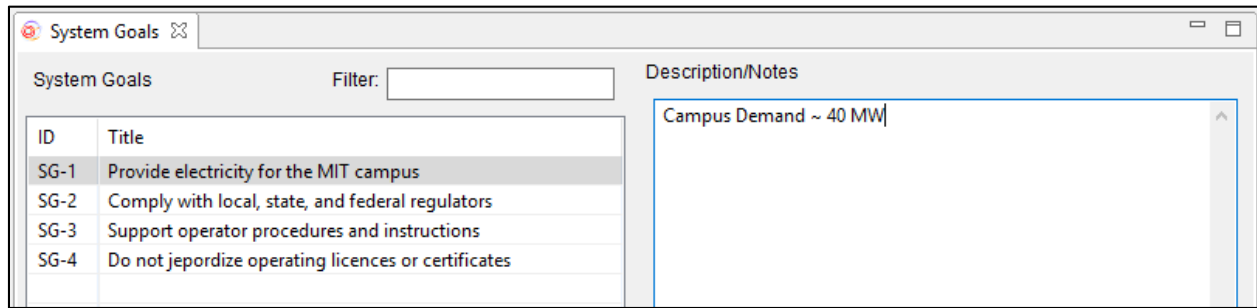 System Goals
System Goals
Filter:
ID Title
SG-1 Provide electricity for the MIT campus
SG-2 Comply with local, state, and federal regulators
SG-3 Support operator procedures and instructions
SG-4 Do not jepordize operating licences or certificates
Description/Notes
Campus Demand ~ 40 MW